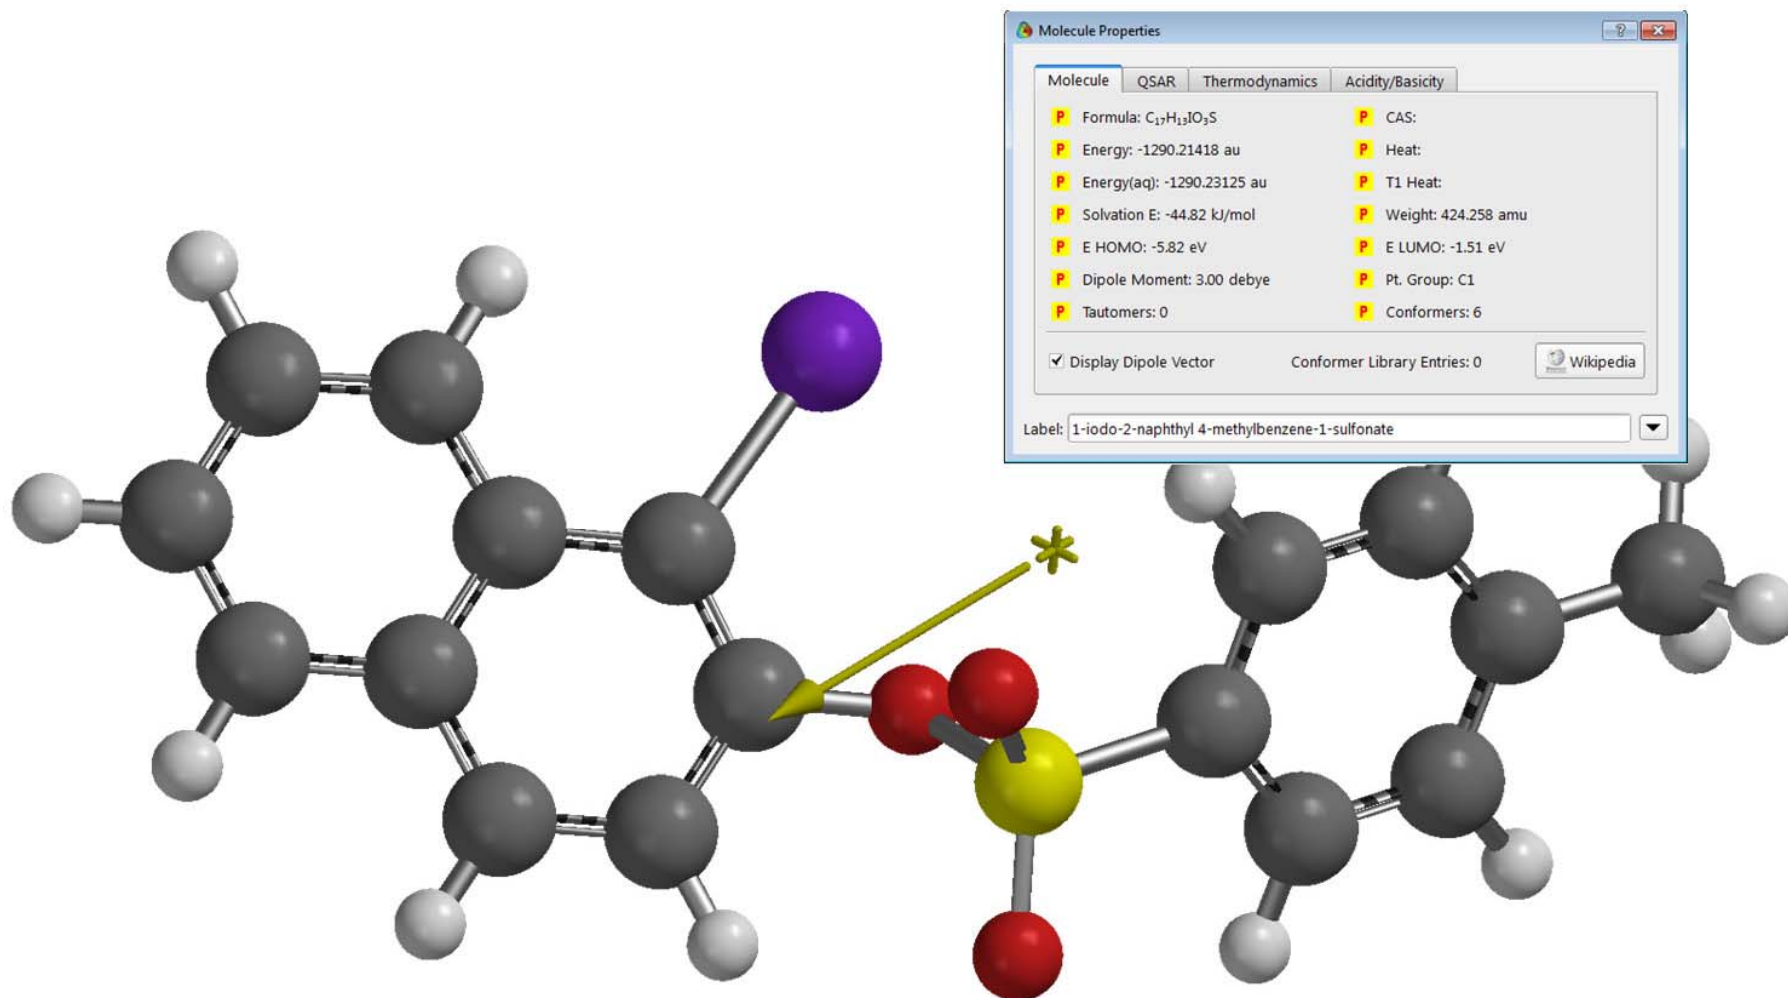 Molecule Properties
Molecule QSAR Thermodynamics Acidity/Basicity
P Formula: C₁₇H₁₃IO₃S P CAS:
P Energy: -1290.21418 au P Heat:
P Energy(aq): -1290.23125 au P T1 Heat:
P Solvation E: -44.82 kJ/mol P Weight: 424.258 amu
P E HOMO: -5.82 eV P E LUMO: -1.51 eV
P Dipole Moment: 3.00 debye P Pt. Group: C1
P Tautomers: 0 P Conformers: 6
Display Dipole Vector Conformer Library Entries: 0 Wikipedia
Label: 1-iodo-2-naphthyl 4-methylbenzene-1-sulfonate